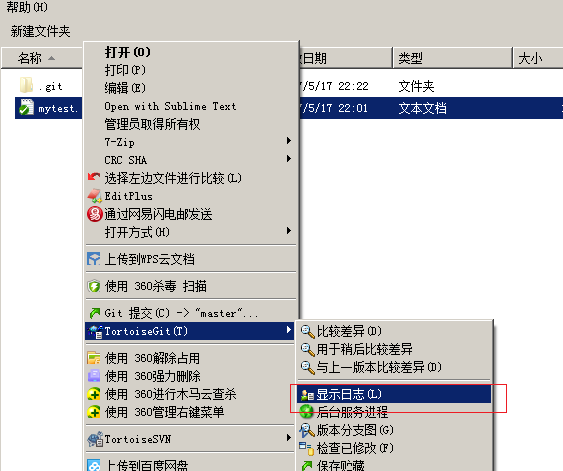 帮助(H)
新建文件夹
名称
日期
类型
大小
.git
7/5/17 22:22
文件夹
mytest.
7/5/17 22:01
文本文档
打开(O)
打印(P)
编辑(E)
Open with Sublime Text
管理员取得所有权
7-Zip
CRC SHA
选择左边文件进行比较(L)
EditPlus
通过网易闪电邮发送
打开方式(H)
上传到WPS云文档
使用 360杀毒 扫描
Git 提交(C) -> "master"...
TortoiseGit(T)
使用 360解除占用
使用 360强力删除
使用 360进行木马云查杀
使用 360管理右键菜单
TortoiseSVN
上传到百度网盘
比较差异(D)
用于稍后比较差异
与上一版本比较差异(D)
显示日志(L)
后台服务进程
版本分支图(G)
检查已修改(F)
保存贮藏